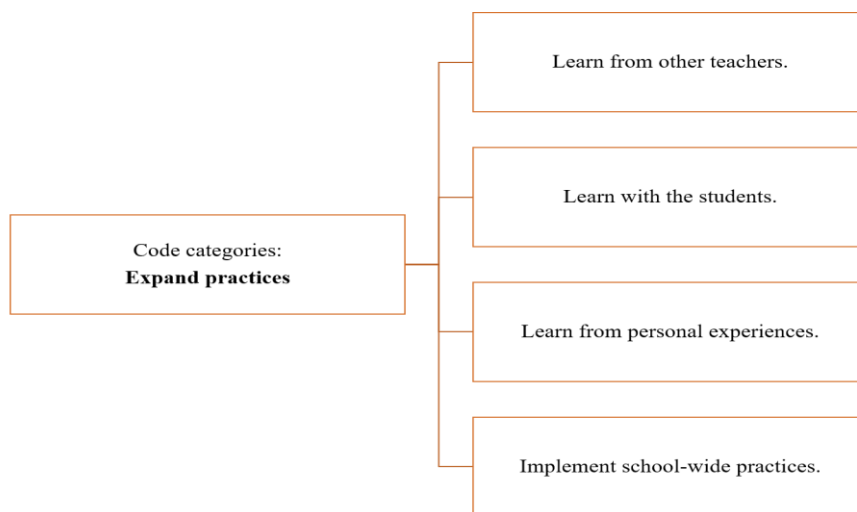 Learn from other teachers.
Learn with the students.
Code categories:
Expand practices
Learn from personal experiences.
Implement school-wide practices.